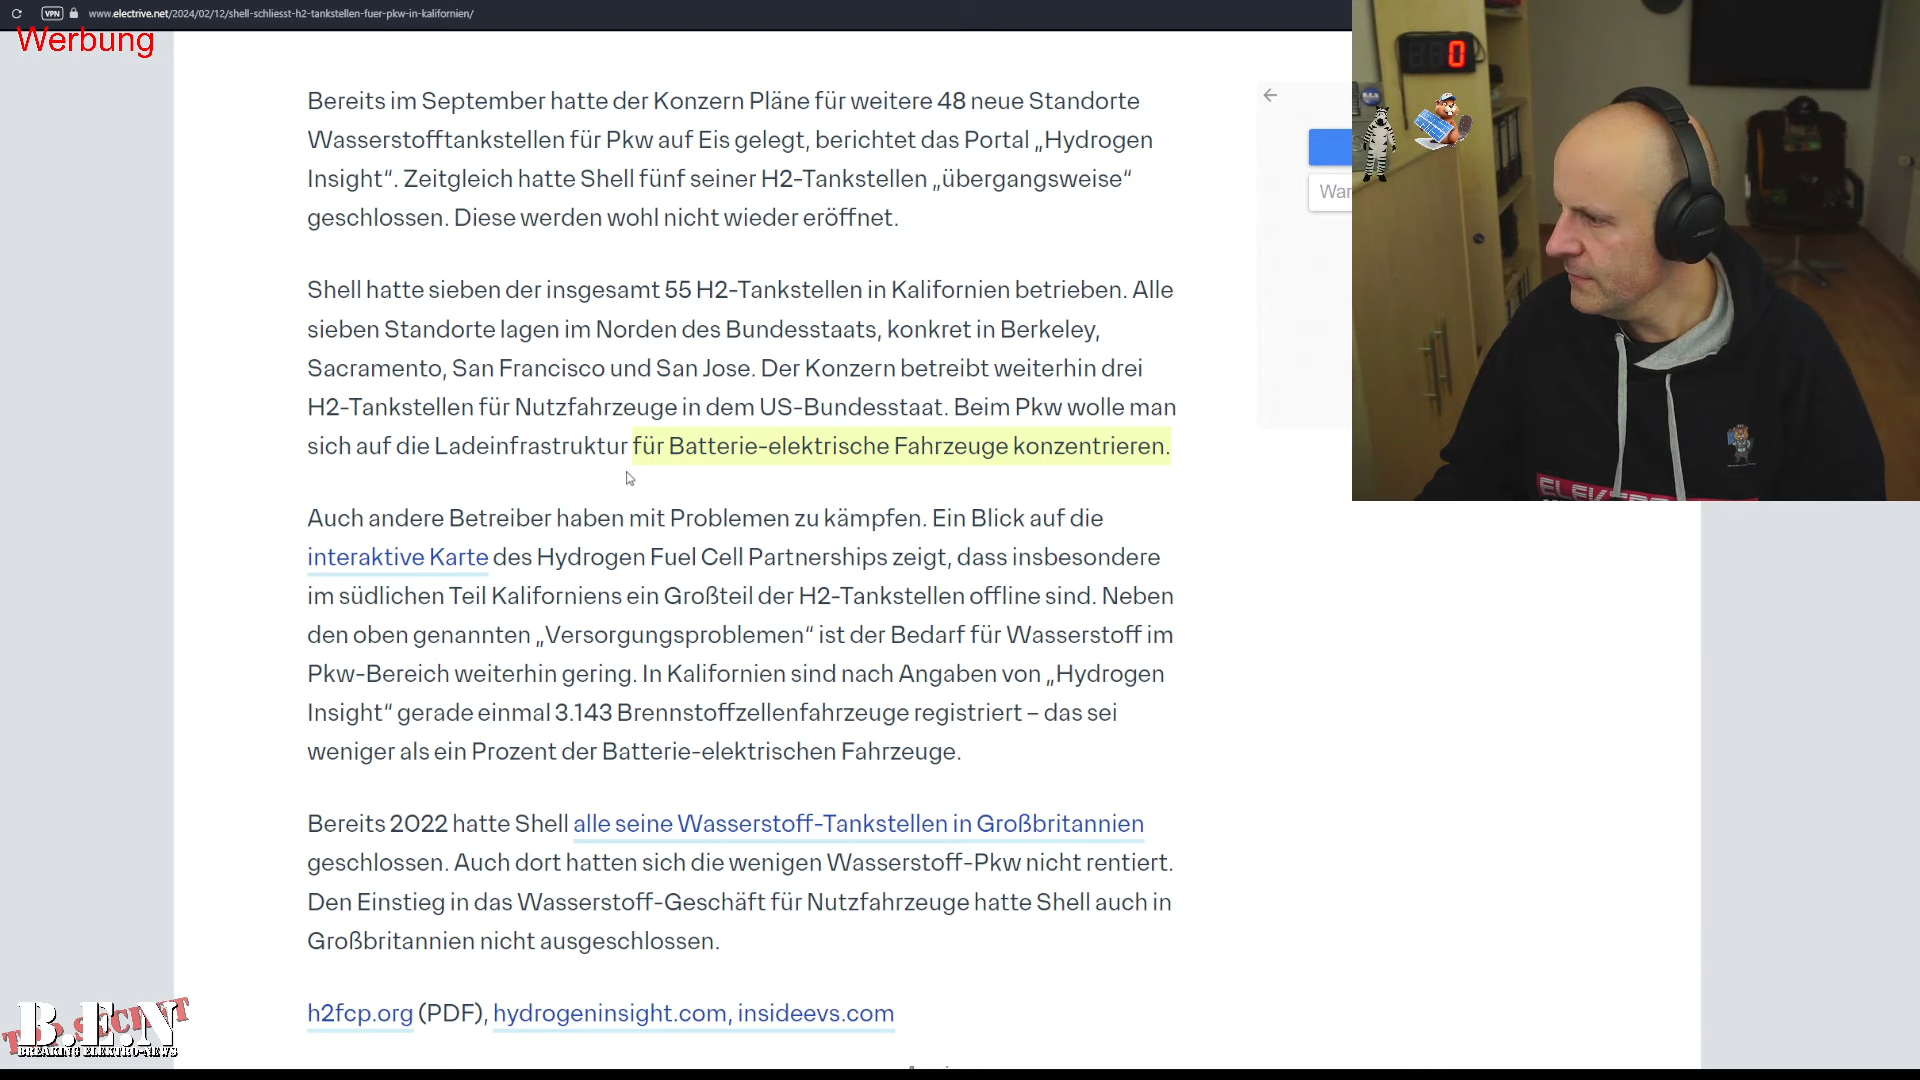 VPN
www.electrive.net/2024/02/12/shell-schliesst-h2-tankstellen-fuer-pkw-in-kalifornien/
Werbung
0
Bereits im September hatte der Konzern Pläne für weitere 48 neue Standorte
Wasserstofftankstellen für Pkw auf Eis gelegt, berichtet das Portal „Hydrogen
Insight“. Zeitgleich hatte Shell fünf seiner H2-Tankstellen „übergangsweise“
geschlossen. Diese werden wohl nicht wieder eröffnet.
War
Shell hatte sieben der insgesamt 55 H2-Tankstellen in Kalifornien betrieben. Alle
sieben Standorte lagen im Norden des Bundesstaats, konkret in Berkeley,
Sacramento, San Francisco und San Jose. Der Konzern betreibt weiterhin drei
H2-Tankstellen für Nutzfahrzeuge in dem US-Bundesstaat. Beim Pkw wolle man
sich auf die Ladeinfrastruktur für Batterie-elektrische Fahrzeuge konzentrieren.
Auch andere Betreiber haben mit Problemen zu kämpfen. Ein Blick auf die
interaktive Karte des Hydrogen Fuel Cell Partnerships zeigt, dass insbesondere
im südlichen Teil Kaliforniens ein Großteil der H2-Tankstellen offline sind. Neben
den oben genannten „Versorgungsproblemen“ ist der Bedarf für Wasserstoff im
Pkw-Bereich weiterhin gering. In Kalifornien sind nach Angaben von „Hydrogen
Insight“ gerade einmal 3.143 Brennstoffzellenfahrzeuge registriert – das sei
weniger als ein Prozent der Batterie-elektrischen Fahrzeuge.
Bereits 2022 hatte Shell alle seine Wasserstoff-Tankstellen in Großbritannien
geschlossen. Auch dort hatten sich die wenigen Wasserstoff-Pkw nicht rentiert.
Den Einstieg in das Wasserstoff-Geschäft für Nutzfahrzeuge hatte Shell auch in
Großbritannien nicht ausgeschlossen.
h2fcp.org (PDF), hydrogeninsight.com, insideevs.com
TOP SECRET
B.E.N
BREAKING ELEKTRO-NEWS